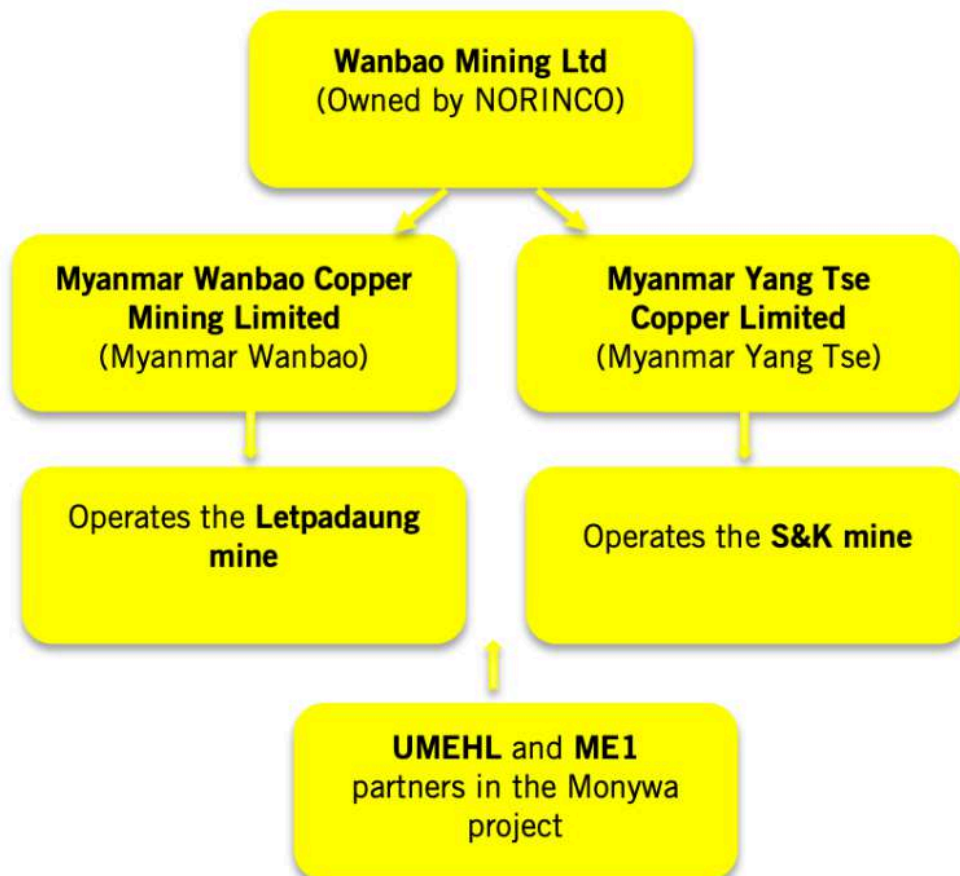 Wanbao Mining Ltd
(Owned by NORINCO)
Myanmar Wanbao Copper
Mining Limited
(Myanmar Wanbao)
Myanmar Yang Tse
Copper Limited
(Myanmar Yang Tse)
Operates the Letpadaung
mine
Operates the S&K mine
UMEHL and ME1
partners in the Monywa
project